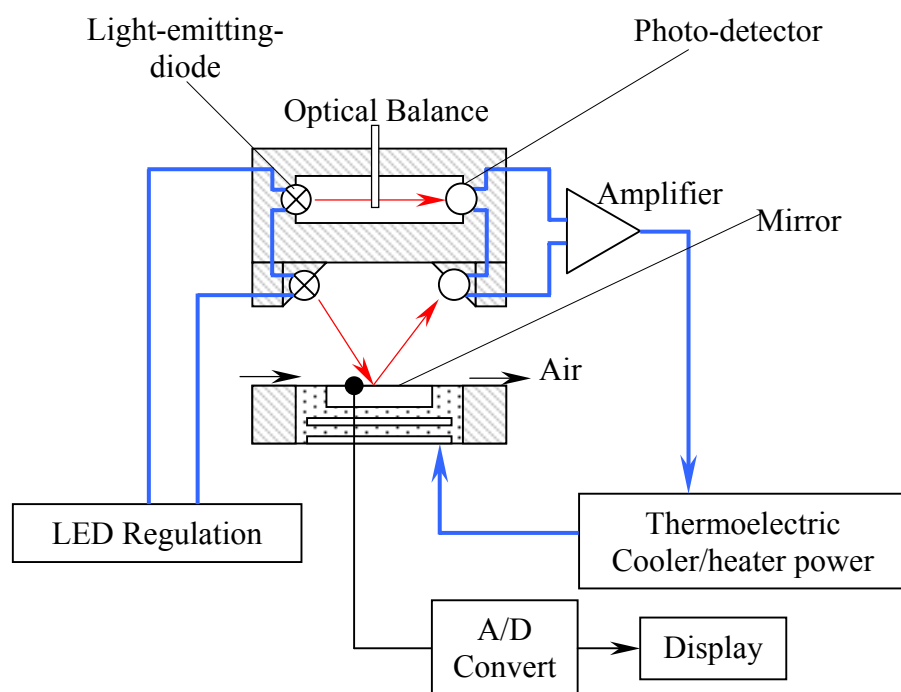 Light-emitting-
diode
Photo-detector
Optical Balance
Amplifier
Mirror
Air
LED Regulation
Thermoelectric
Cooler/heater power
A/D
Convert
Display